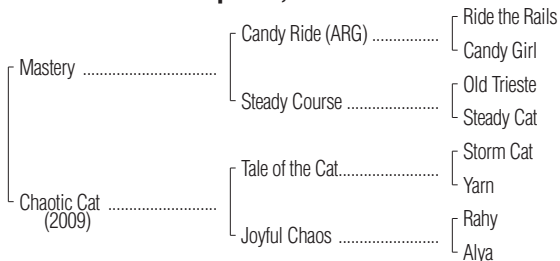 Ride the Rails
Candy Ride (ARG) ................
Candy Girl
Mastery ................................
Old Trieste
Steady Course ......................
Steady Cat
Storm Cat
Tale of the Cat.......................
Yarn
Chaotic Cat ..........................
(2009)
Rahy
Joyful Chaos ........................
Alya